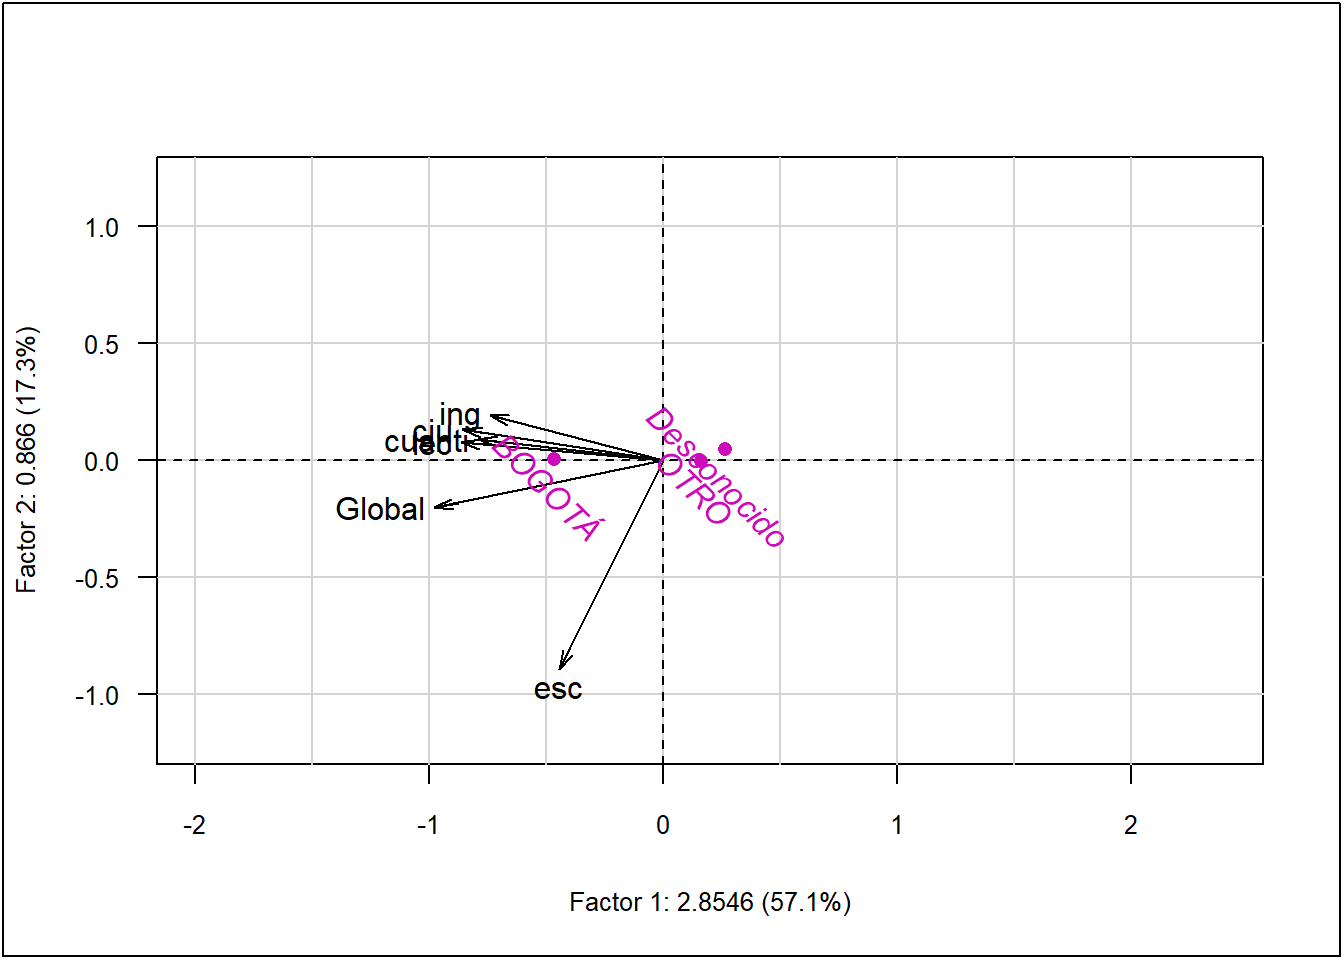 1.0
0.5
0.0
-0.5
-1.0
Factor 2: 0.866 (17.3%)
ing
Global
esc
BOGOTÁ
Desconocido
OTRO
-2
-1
0
1
2
Factor 1: 2.8546 (57.1%)